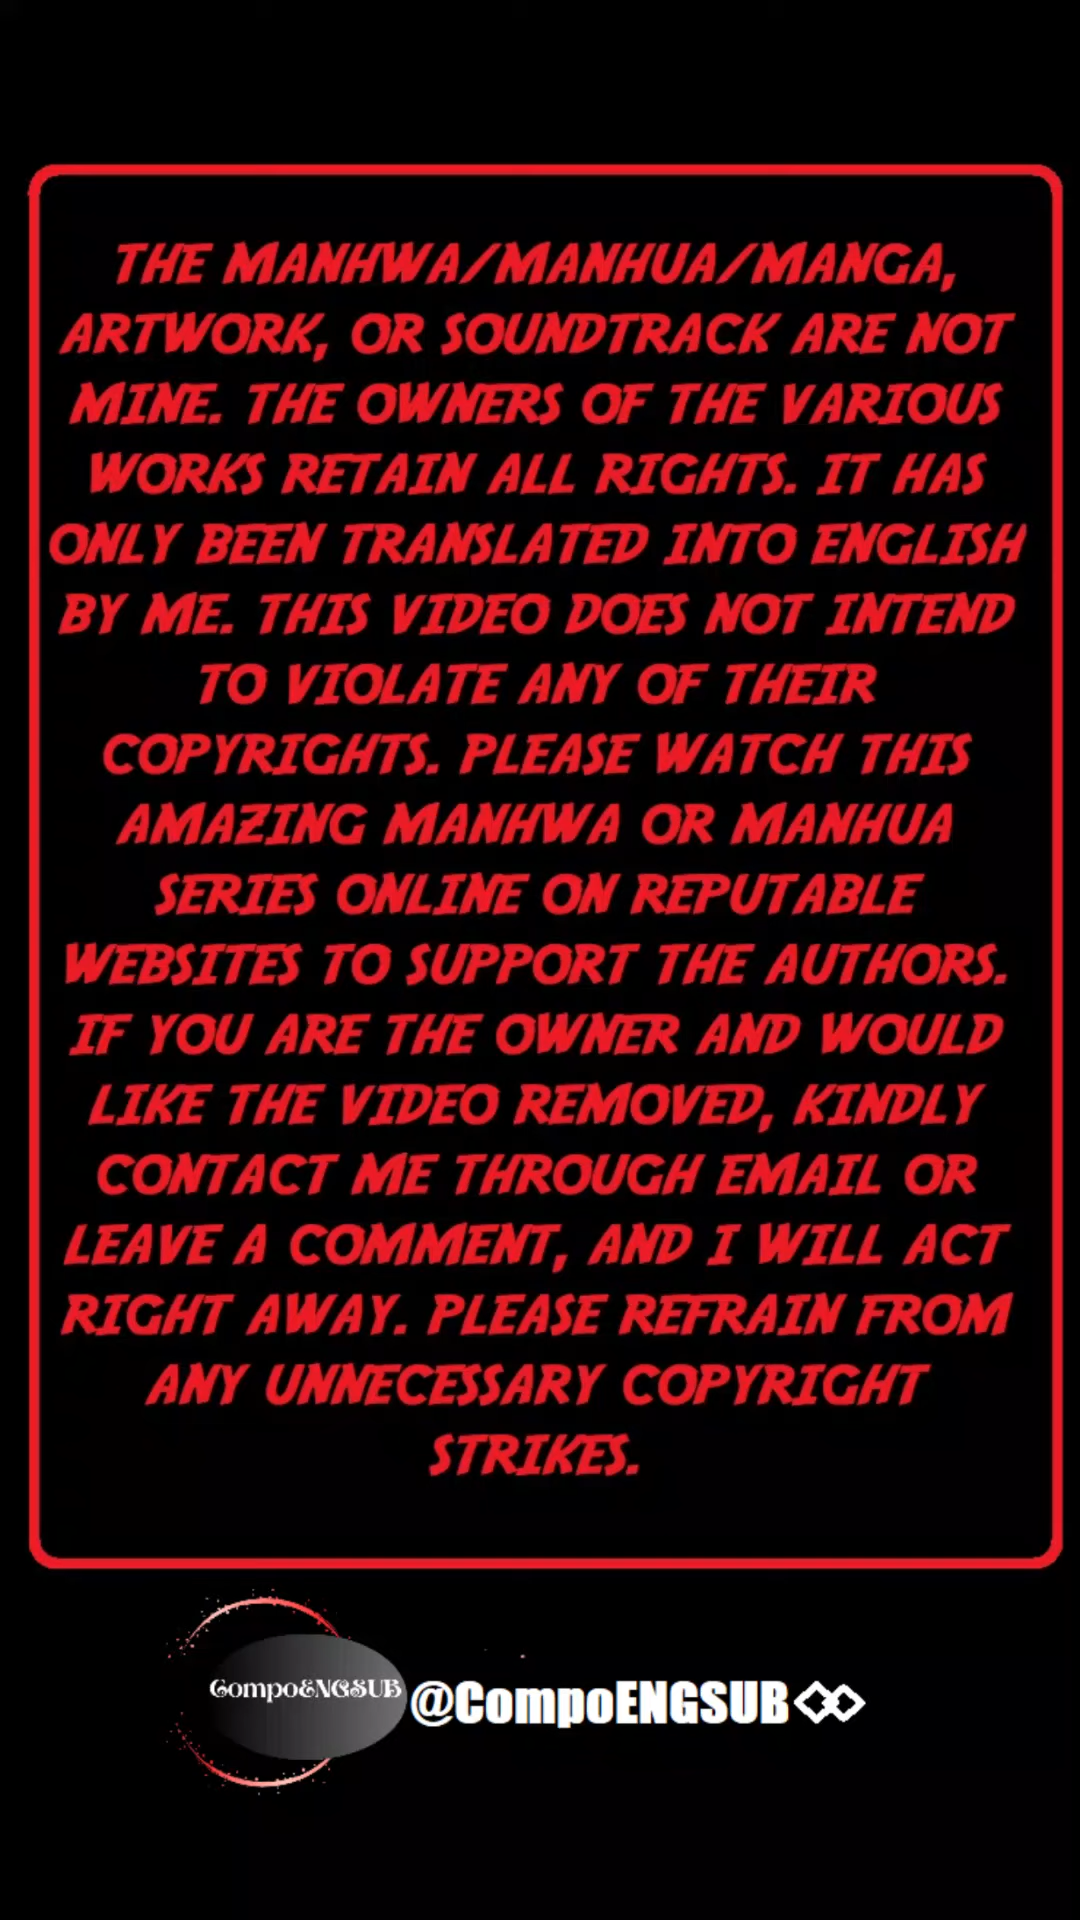 THE MANHWA/MANHUA/MANGA,
ARTWORK, OR SOUNDTRACK ARE NOT
MINE. THE OWNERS OF THE VARIOUS
WORKS RETAIN ALL RIGHTS. IT HAS
ONLY BEEN TRANSLATED INTO ENGLISH
BY ME. THIS VIDEO DOES NOT INTEND
TO VIOLATE ANY OF THEIR
COPYRIGHTS. PLEASE WATCH THIS
AMAZING MANHWA OR MANHUA
SERIES ONLINE ON REPUTABLE
WEBSITES TO SUPPORT THE AUTHORS.
IF YOU ARE THE OWNER AND WOULD
LIKE THE VIDEO REMOVED, KINDLY
CONTACT ME THROUGH EMAIL OR
LEAVE A COMMENT, AND I WILL ACT
RIGHT AWAY. PLEASE REFRAIN FROM
ANY UNNECESSARY COPYRIGHT
STRIKES.
CompoENGSUB
@CompoENGSUB